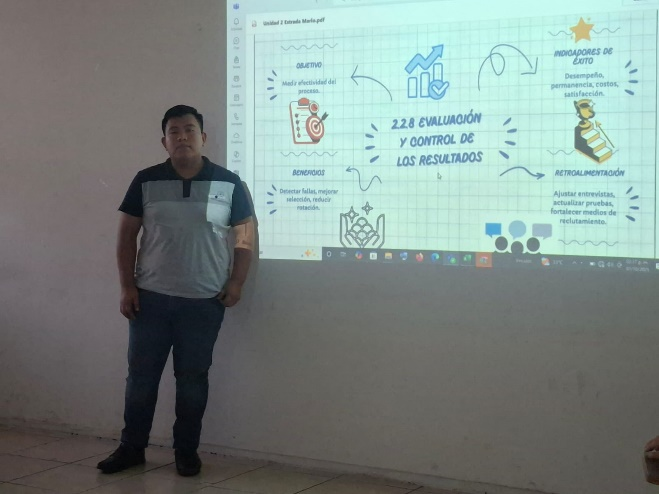 Unidad 2 Estrada María.pdf
OBJETIVO
Medir efectividad del
proceso.
INDICADORES DE
ÉXITO
Desempeño,
permanencia, costos,
satisfacción.
2.2.8 EVALUACIÓN
Y CONTROL DE
LOS RESULTADOS
BENEFICIOS
Detectar fallas, mejorar
selección, reducir
rotación.
RETROALIMENTACIÓN
Ajustar entrevistas,
actualizar pruebas,
fortalecer medios de
reclutamiento.